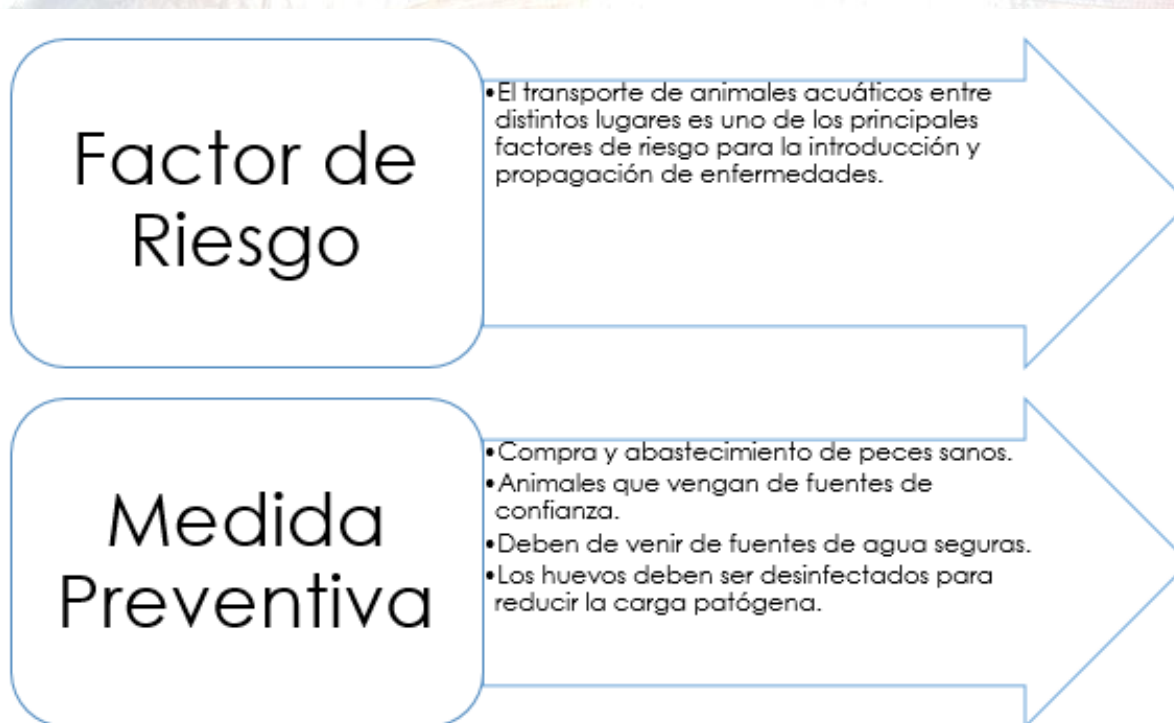 Factor de
Riesgo
•El transporte de animales acuáticos entre
distintos lugares es uno de los principales
factores de riesgo para la introducción y
propagación de enfermedades.
Medida
Preventiva
•Compra y abastecimiento de peces sanos.
•Animales que vengan de fuentes de
confianza.
•Deben de venir de fuentes de agua seguras.
•Los huevos deben ser desinfectados para
reducir la carga patógena.